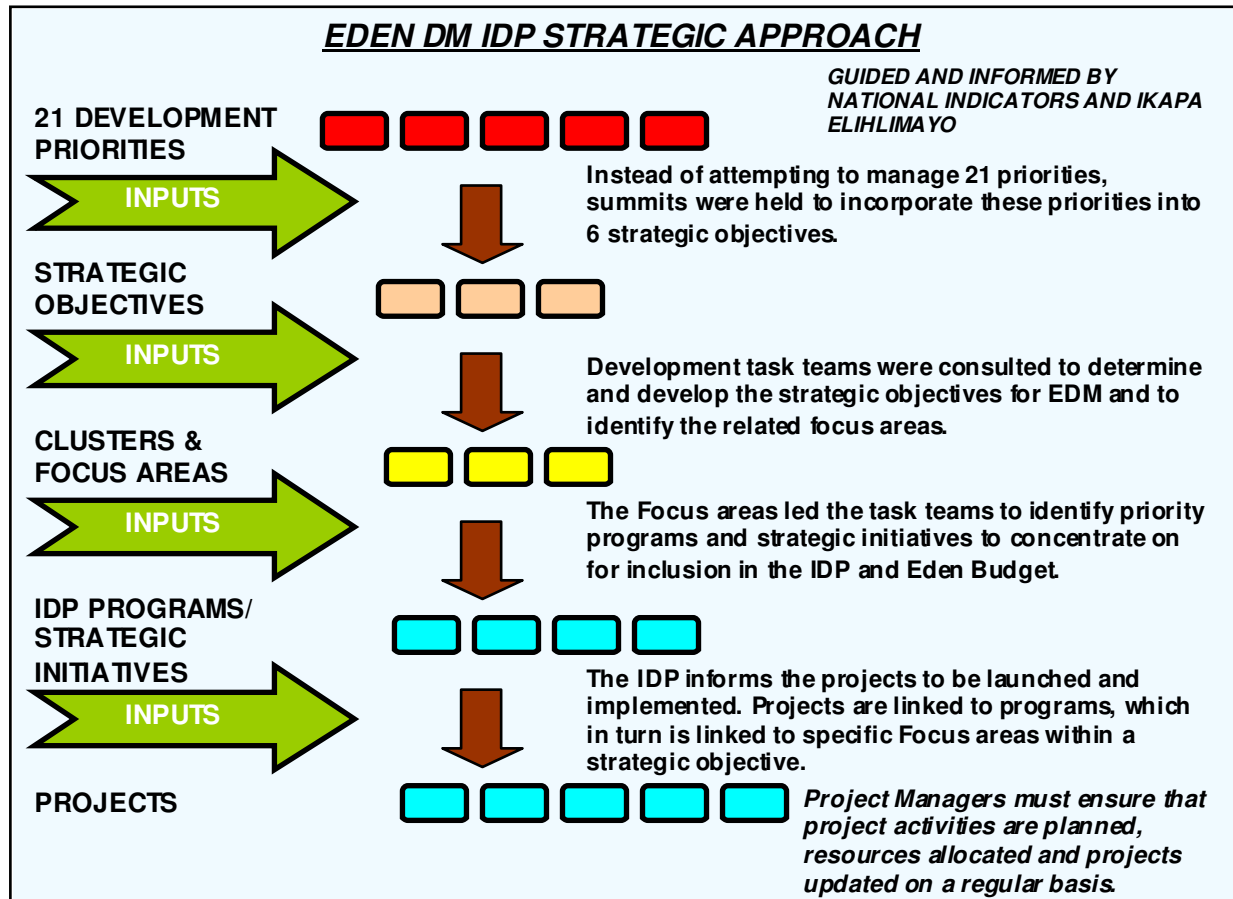 EDEN DM IDP STRATEGIC APPROACH
GUIDED AND INFORMED BY
NATIONAL INDICATORS AND IKAPA
ELIHLIMAYO
21 DEVELOPMENT
PRIORITIES
INPUTS
Instead of attempting to manage 21 priorities,
summits were held to incorporate these priorities into
6 strategic objectives.
STRATEGIC
OBJECTIVES
INPUTS
Development task teams were consulted to determine
and develop the strategic objectives for EDM and to
identify the related focus areas.
CLUSTERS &
FOCUS AREAS
INPUTS
The Focus areas led the task teams to identify priority
programs and strategic initiatives to concentrate on
for inclusion in the IDP and Eden Budget.
IDP PROGRAMS/
STRATEGIC
INITIATIVES
INPUTS
The IDP informs the projects to be launched and
implemented. Projects are linked to programs, which
in turn is linked to specific Focus areas within a
strategic objective.
PROJECTS
Project Managers must ensure that
project activities are planned,
resources allocated and projects
updated on a regular basis.